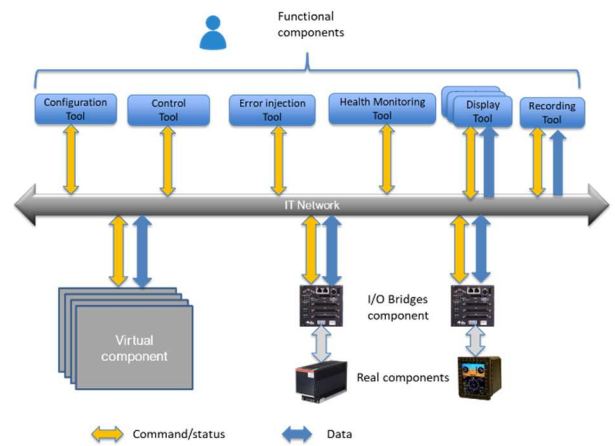 Functional
components
Configuration
Tool
Control
Tool
Error injection
Tool
Health Monitoring
Tool
Display
Tool
Recording
Tool
IT Network
Virtual
component
I/O Bridges
component
Real components
Command/status
Data